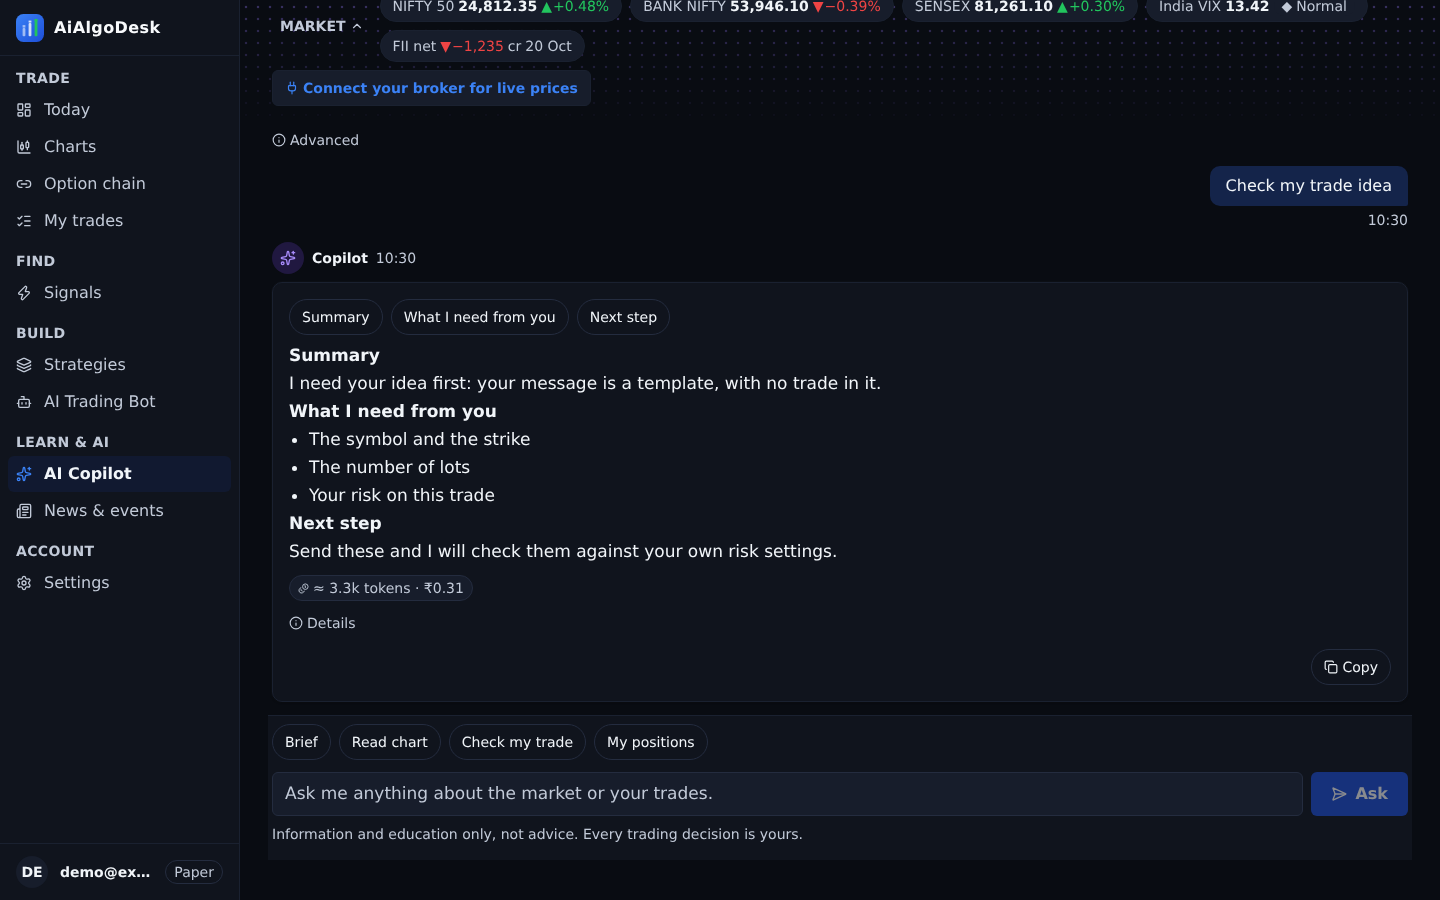 AiAlgoDesk
TRADE
Today
Charts
Option chain
My trades
FIND
Signals
BUILD
Strategies
AI Trading Bot
LEARN & AI
AI Copilot
News & events
ACCOUNT
Settings
DE demo@ex... Paper
MARKET
NIFTY 50 24,812.35 ▲+0.48%
BANK NIFTY 53,946.10 ▼−0.39%
SENSEX 81,261.10 ▲+0.30%
India VIX 13.42 ◆ Normal
FII net ▼−1,235 cr 20 Oct
Connect your broker for live prices
Advanced
Check my trade idea
10:30
Copilot 10:30
Summary What I need from you Next step
Summary
I need your idea first: your message is a template, with no trade in it.
What I need from you
• The symbol and the strike
• The number of lots
• Your risk on this trade
Next step
Send these and I will check them against your own risk settings.
≈ 3.3k tokens · ₹0.31
Details
Copy
Brief Read chart Check my trade My positions
Ask me anything about the market or your trades.
Ask
Information and education only, not advice. Every trading decision is yours.